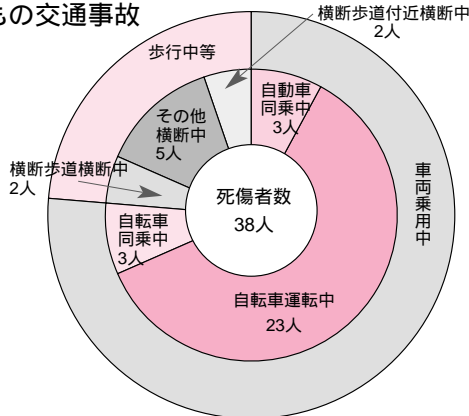 もの交通事故
横断歩道付近横断中
2人
歩行中等
自動車
同乗中
3人
その他
横断中
5人
横断歩道横断中
2人
死傷者数
38人
車両乗用中
自転車
同乗中
3人
自転車運転中
23人